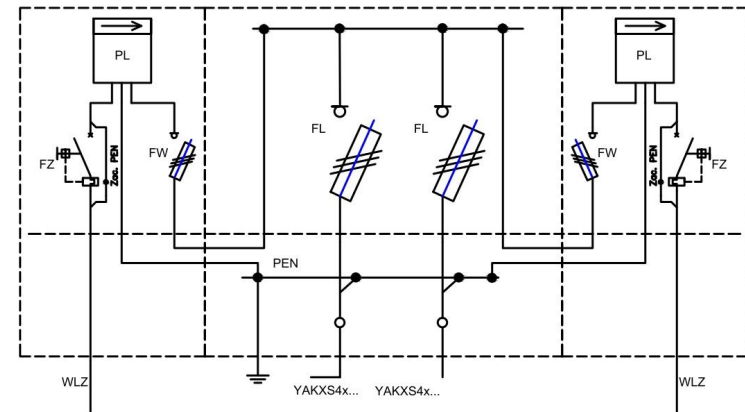 PL
PL
FL
FL
FZ
Zac. PEN
FW
FW
Zac. PEN
FZ
PEN
WLZ
YAKXS4x...
YAKXS4x...
WLZ